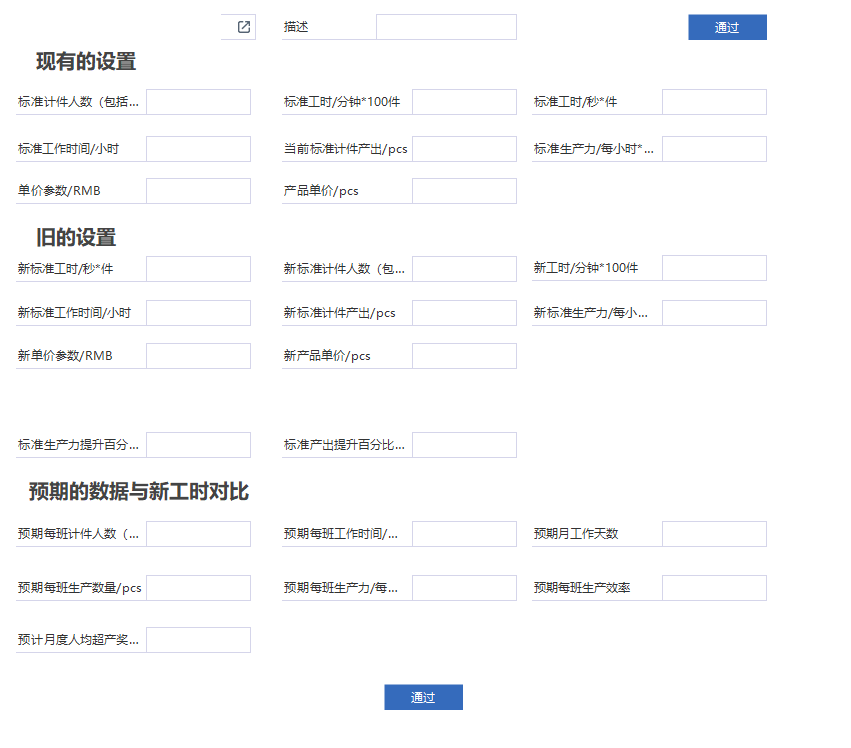 描述 通过
现有的设置
标准计件人数（包括... 标准工时/分钟*100件 标准工时/秒*件
标准工作时间/小时 当前标准计件产出/pcs 标准生产力/每小时*...
单价参数/RMB 产品单价/pcs
旧的设置
新标准工时/秒*件 新标准计件人数（包... 新工时/分钟*100件
新标准工作时间/小时 新标准计件产出/pcs 新标准生产力/每小...
新单价参数/RMB 新产品单价/pcs
标准生产力提升百分... 标准产出提升百分比...
预期的数据与新工时对比
预期每班计件人数（... 预期每班工作时间/... 预期月工作天数
预期每班生产数量/pcs 预期每班生产力/每... 预期每班生产效率
预计月度人均超产奖...
通过